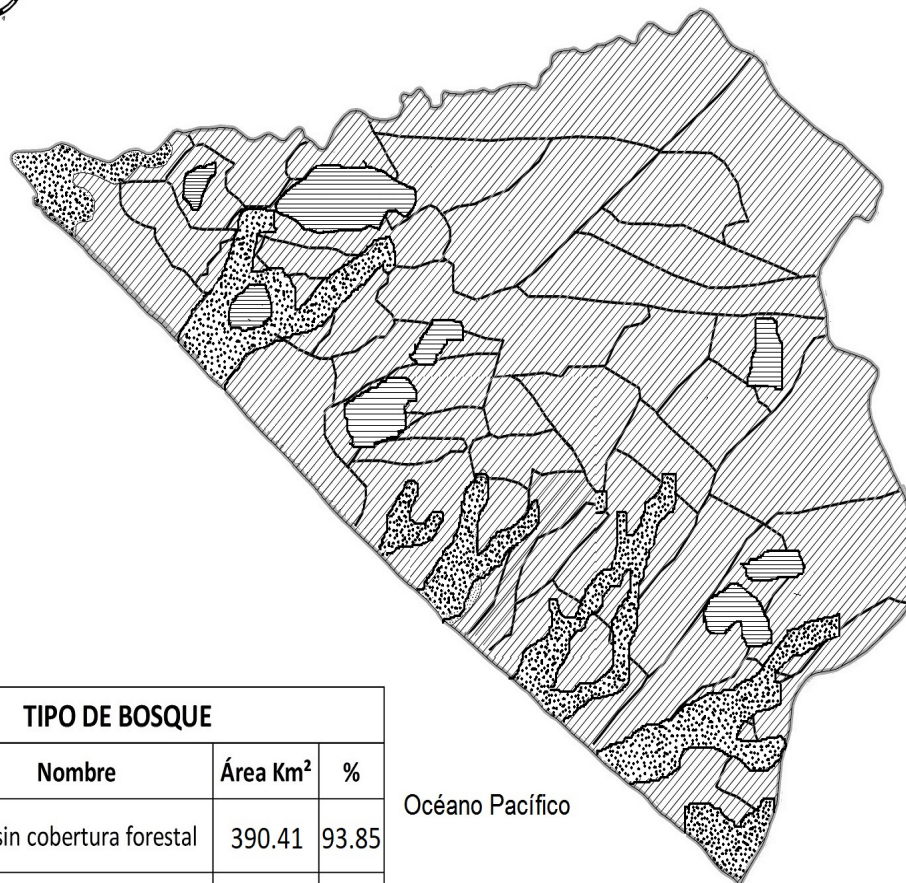 TIPO DE BOSQUE
Nombre Área Km² %
sin cobertura forestal 390.41 93.85
Océano Pacífico